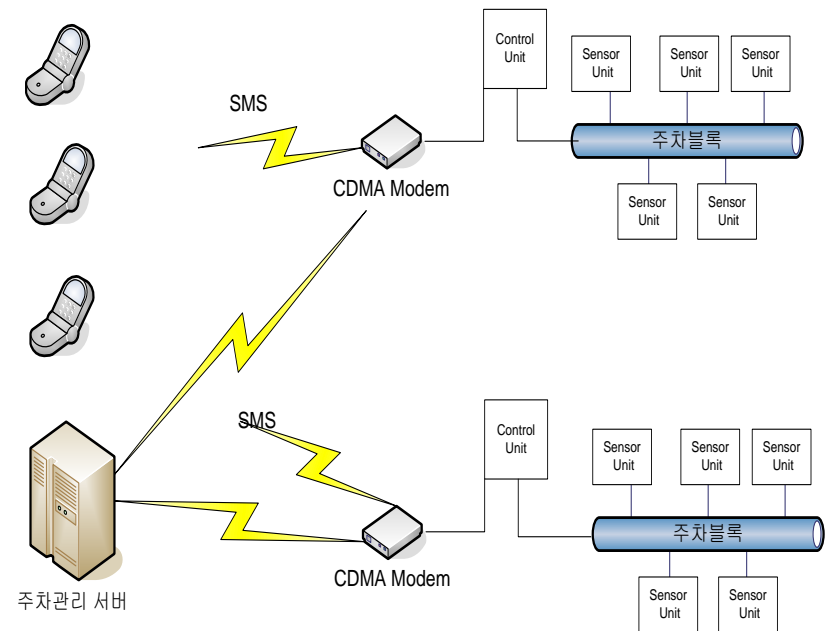 Control
Unit
Sensor
Unit
Sensor
Unit
Sensor
Unit
SMS
주차블록
CDMA Modem
Sensor
Unit
Sensor
Unit
SMS
Control
Unit
Sensor
Unit
Sensor
Unit
Sensor
Unit
주차블록
CDMA Modem
주차관리 서버
Sensor
Unit
Sensor
Unit